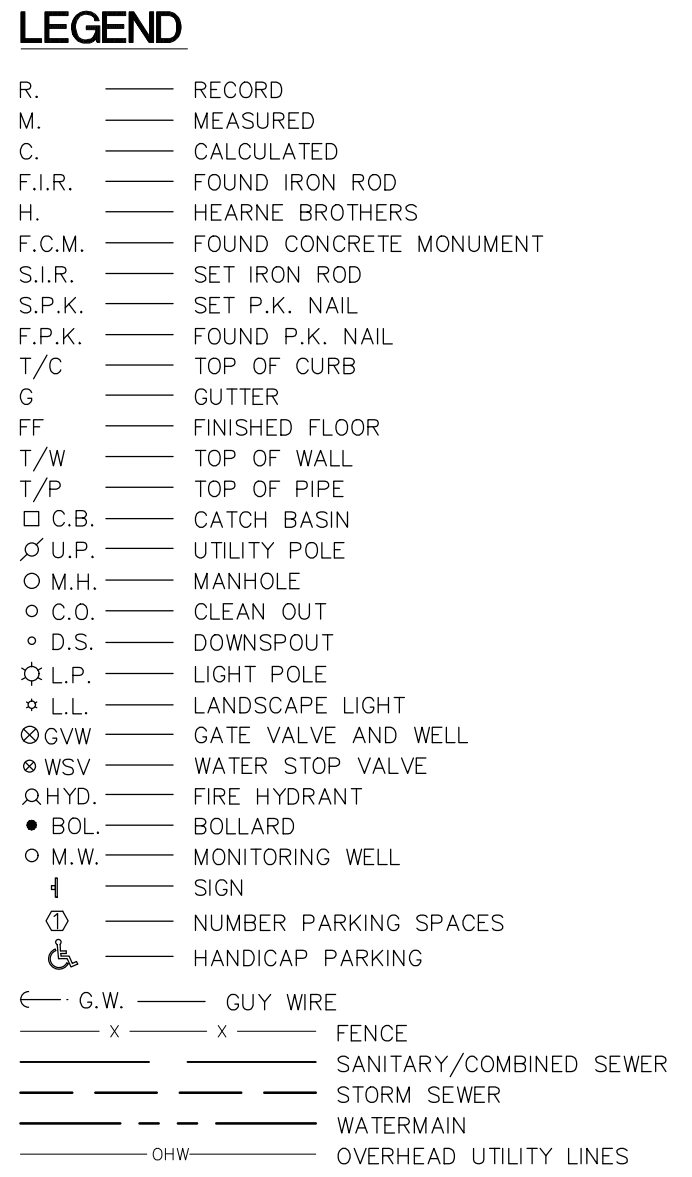 LEGEND
R. RECORD
M. MEASURED
C. CALCULATED
F.I.R. FOUND IRON ROD
H. HEARNE BROTHERS
F.C.M. FOUND CONCRETE MONUMENT
S.I.R. SET IRON ROD
S.P.K. SET P.K. NAIL
F.P.K. FOUND P.K. NAIL
T/C TOP OF CURB
G GUTTER
FF FINISHED FLOOR
T/W TOP OF WALL
T/P TOP OF PIPE
C.B. CATCH BASIN
U.P. UTILITY POLE
M.H. MANHOLE
C.O. CLEAN OUT
D.S. DOWNSPOUT
L.P. LIGHT POLE
L.L. LANDSCAPE LIGHT
GVW GATE VALVE AND WELL
WSV WATER STOP VALVE
HYD. FIRE HYDRANT
BOL. BOLLARD
M.W. MONITORING WELL
SIGN
1 NUMBER PARKING SPACES
HANDICAP PARKING
G.W. GUY WIRE
X X FENCE
SANITARY/COMBINED SEWER
STORM SEWER
WATERMAIN
OHW OVERHEAD UTILITY LINES